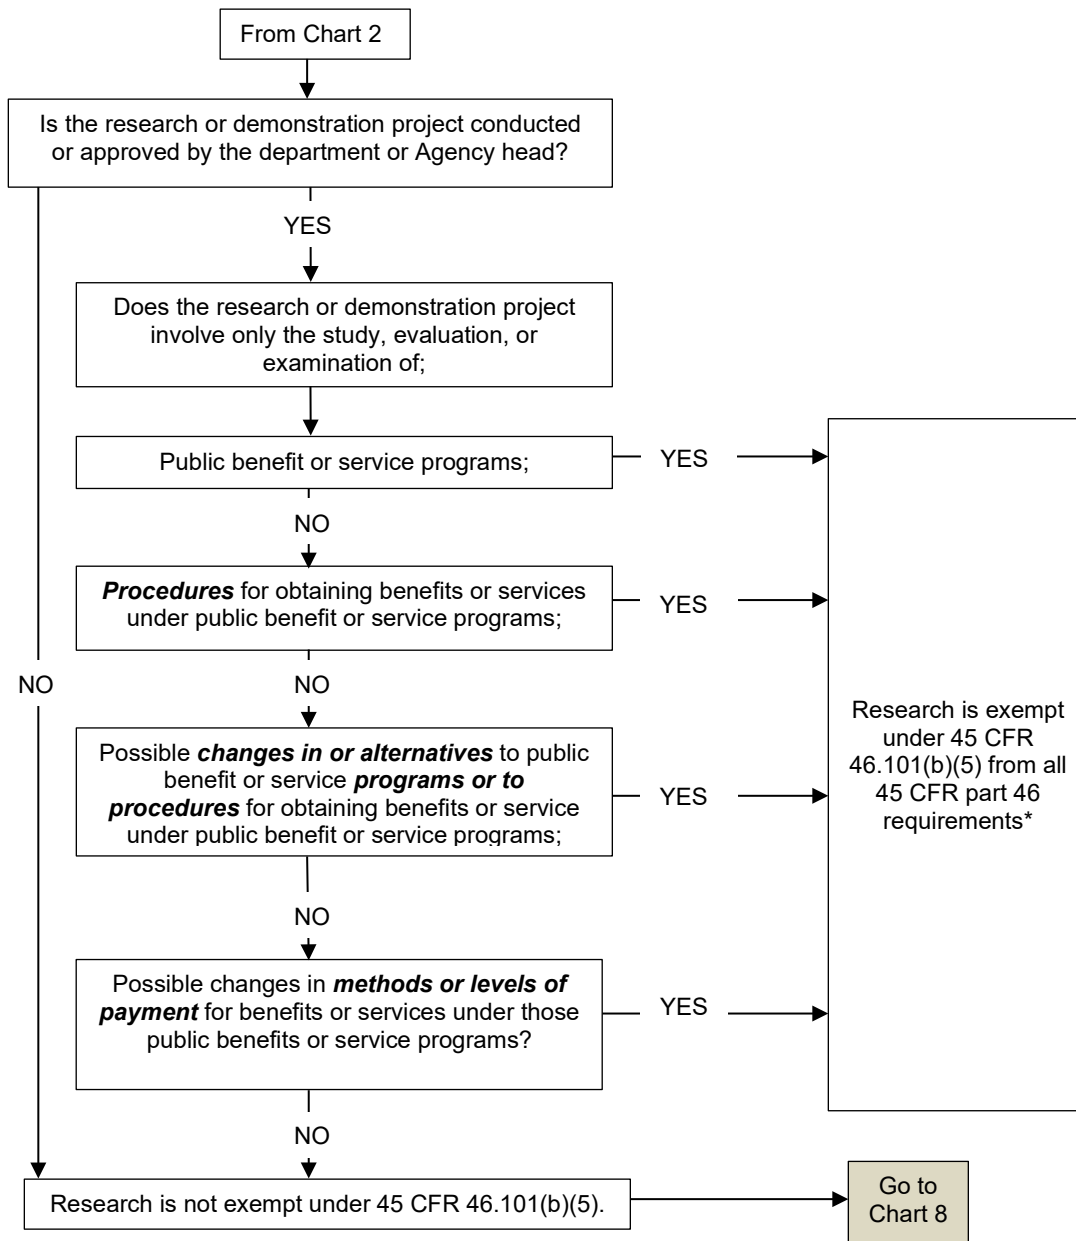 From Chart 2
Is the research or demonstration project conducted
or approved by the department or Agency head?
YES
Does the research or demonstration project
involve only the study, evaluation, or
examination of;
Public benefit or service programs;
YES
NO
Procedures for obtaining benefits or services
under public benefit or service programs;
YES
NO
NO
Possible changes in or alternatives to public
benefit or service programs or to
procedures for obtaining benefits or service
under public benefit or service programs;
YES
Research is exempt
under 45 CFR
46.101(b)(5) from all
45 CFR part 46
requirements*
NO
Possible changes in methods or levels of
payment for benefits or services under those
public benefits or service programs?
YES
NO
Research is not exempt under 45 CFR 46.101(b)(5).
Go to
Chart 8